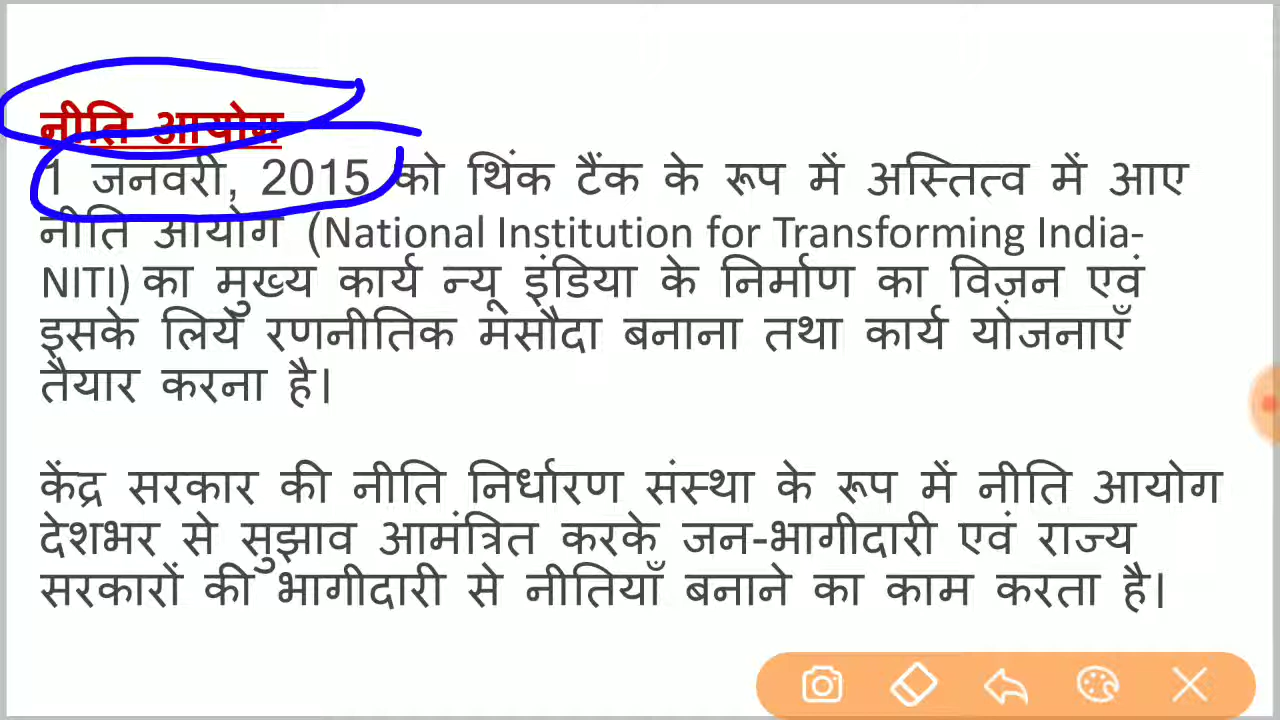 नीति आयोग
1 जनवरी, 2015 को थिंक टैंक के रूप में अस्तित्व में आए
नीति आयोग (National Institution for Transforming India-
NITI) का मुख्य कार्य न्यू इंडिया के निर्माण का विज़न एवं
इसके लिये रणनीतिक मसौदा बनाना तथा कार्य योजनाएँ
तैयार करना है।
केंद्र सरकार की नीति निर्धारण संस्था के रूप में नीति आयोग
देशभर से सुझाव आमंत्रित करके जन-भागीदारी एवं राज्य
सरकारों की भागीदारी से नीतियाँ बनाने का काम करता है।